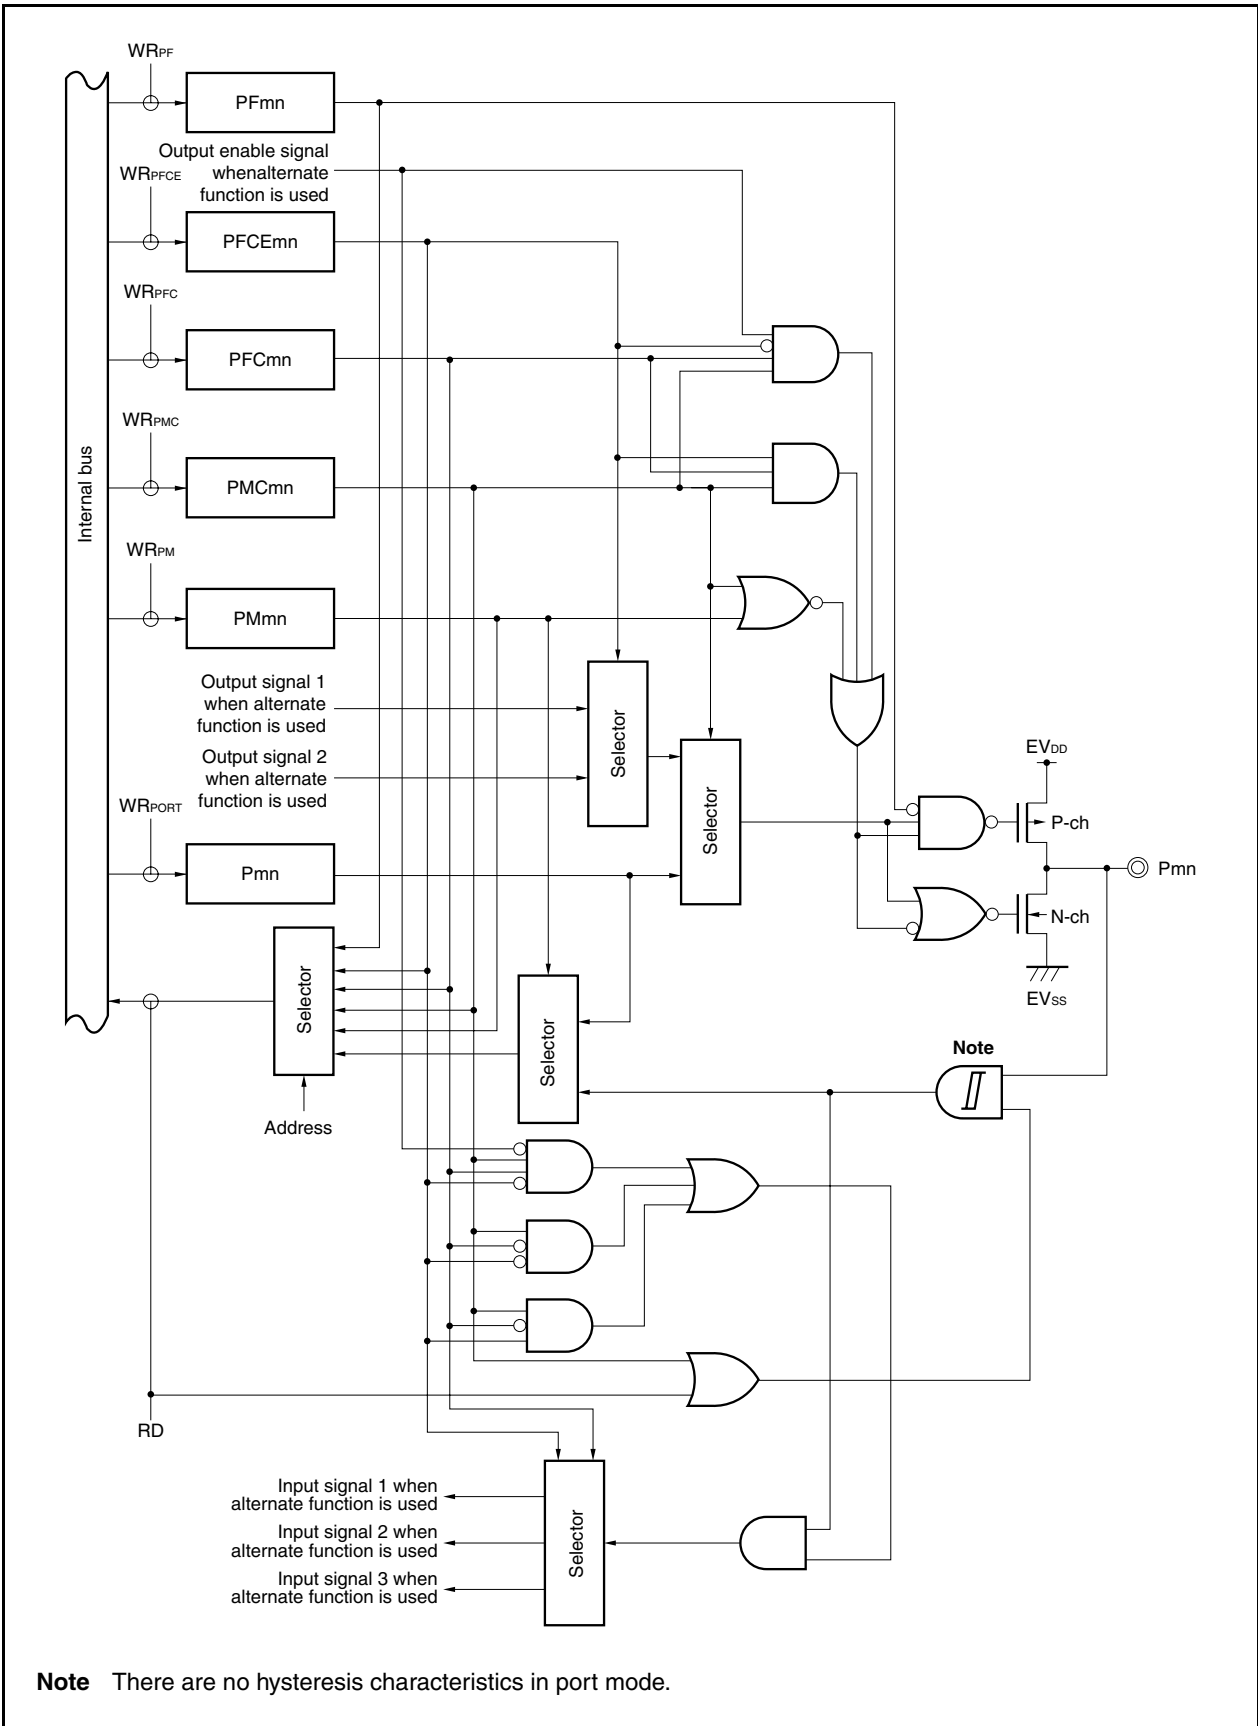 WRPF
PFmn
Output enable signal
whenalternate
function is used
WRPFCE
PFCEmn
WRPFC
PFCmn
WRPMC
PMCmn
Internal bus
WRPM
PMmn
Output signal 1
when alternate
function is used
Selector
Output signal 2
when alternate
function is used
Selector
EVDD
P-ch
WRPORT
Pmn
Pmn
N-ch
EVSS
Selector
Selector
Note
Address
RD
Input signal 1 when
alternate function is used
Input signal 2 when
alternate function is used
Input signal 3 when
alternate function is used
Selector
Note There are no hysteresis characteristics in port mode.